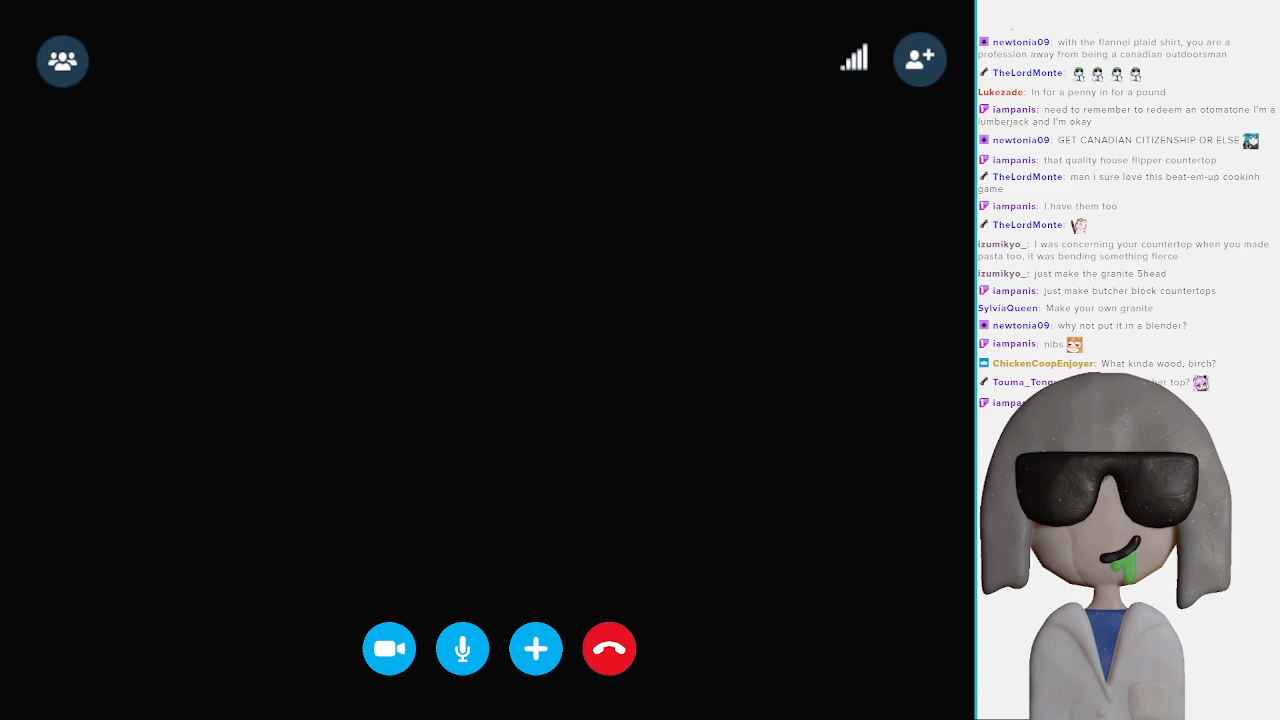 newtonia09: with the flannel plaid shirt, you are a
profession away from being a canadian outdoorsman
TheLordMonte:
Lukezade: In for a penny in for a pound
iampanis: need to remember to redeem an otomatone I'm a
lumberjack and I'm okay
newtonia09: GET CANADIAN CITIZENSHIP OR ELSE
iampanis: that quality house flipper countertop
TheLordMonte: man i sure love this beat-em-up cookinh
game
iampanis: I have them too
TheLordMonte:
izumikyo_: I was concerning your countertop when you made
pasta too, it was bending something fierce
izumikyo_: just make the granite 5head
iampanis: just make butcher block countertops
SylviaQueen: Make your own granite
newtonia09: why not put it in a blender?
iampanis: nibs
ChickenCoopEnjoyer: What kinda wood, birch?
top?